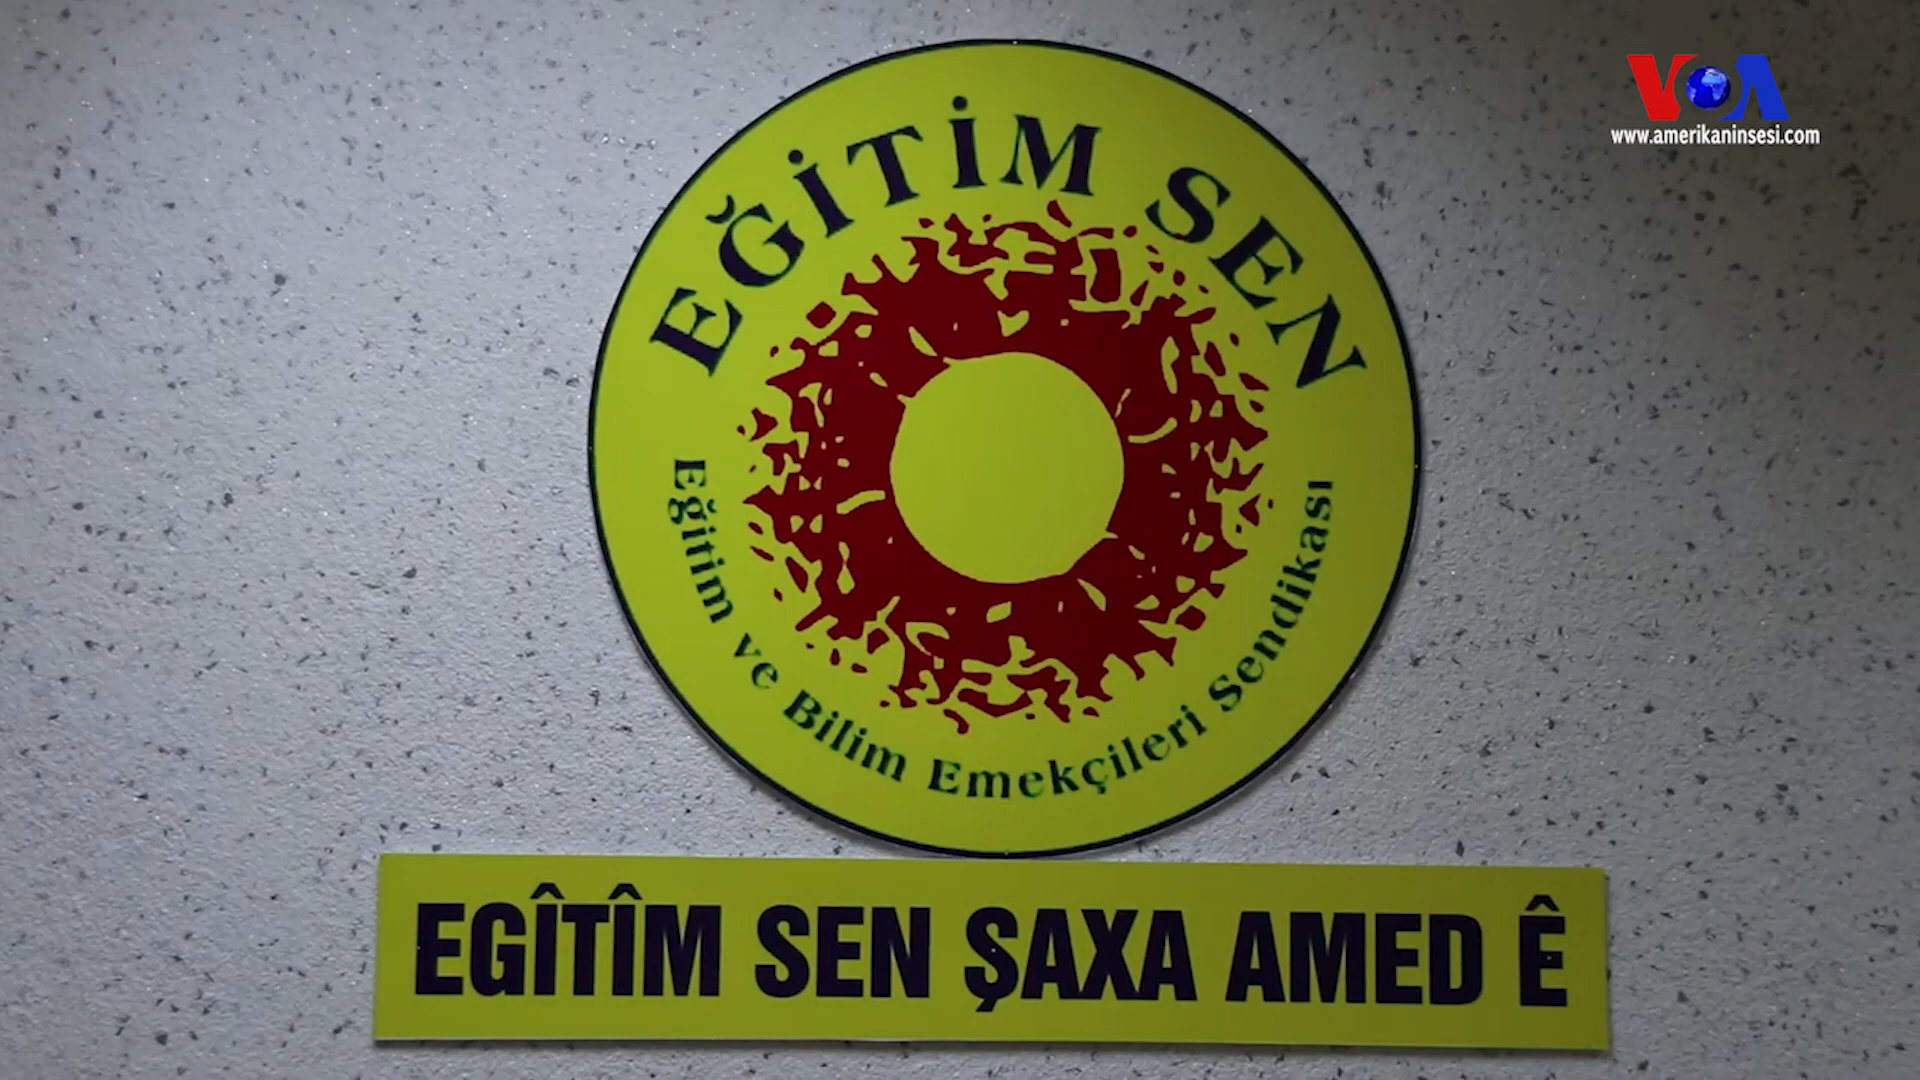 VOA
www.amerikaninsesi.com
EĞİTİM SEN
Eğitim ve Bilim Emekçileri Sendikası
EGÎTÎM SEN ŞAXA AMED Ê